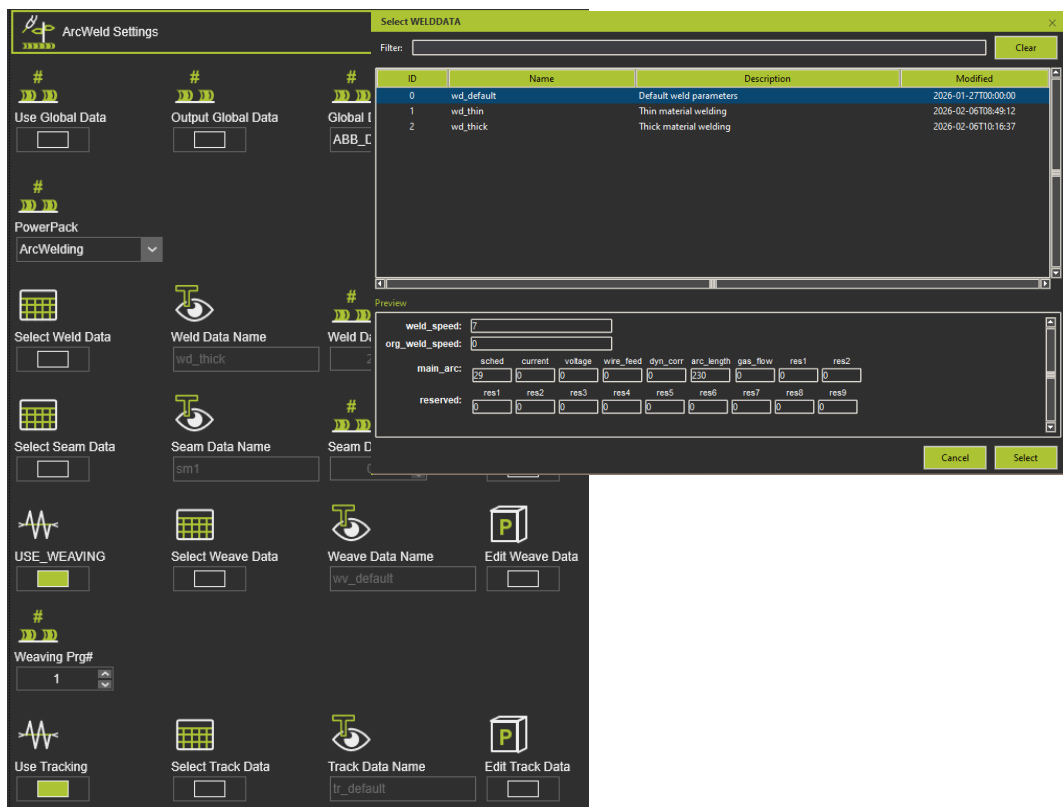 ArcWeld Settings
Select WELDDATA
Filter:
Clear
ID Name Description Modified
0 wd_default Default weld parameters 2026-01-27T00:00:00
1 wd_thin Thin material welding 2026-02-06T08:49:12
2 wd_thick Thick material welding 2026-02-06T10:16:37
Preview
weld_speed: 7
org_weld_speed: 0
sched current voltage wire_feed dyn_corr arc_length gas_flow res1 res2
main_arc: 29 0 0 0 0 230 0 0 0
res1 res2 res3 res4 res5 res6 res7 res8 res9
reserved: 0 0 0 0 0 0 0 0 0
Cancel Select
# # #
Use Global Data Output Global Data Global
ABB_D
#
PowerPack
ArcWelding
#
Select Weld Data Weld Data Name Weld D
wd_thick 2
#
Select Seam Data Seam Data Name Seam D
sm1
USE_WEAVING Select Weave Data Weave Data Name Edit Weave Data
wv_default
#
Weaving Prg#
1
Use Tracking Select Track Data Track Data Name Edit Track Data
tr_default